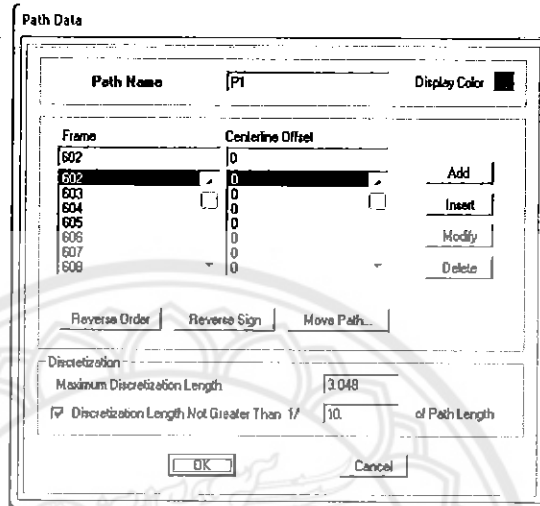 Path Data
Path Name P1 Display Color
Frame Centerline Offset
602 0
602 0
603 0
604 0
605 0
606 0
607 0
608 0
Add
Insert
Modify
Delete
Reverse Order Reverse Sign Move Path...
Discretization
Maximum Discretization Length 3.048
Discretization Length Not Greater Than 1/ 10. of Path Length
OK Cancel